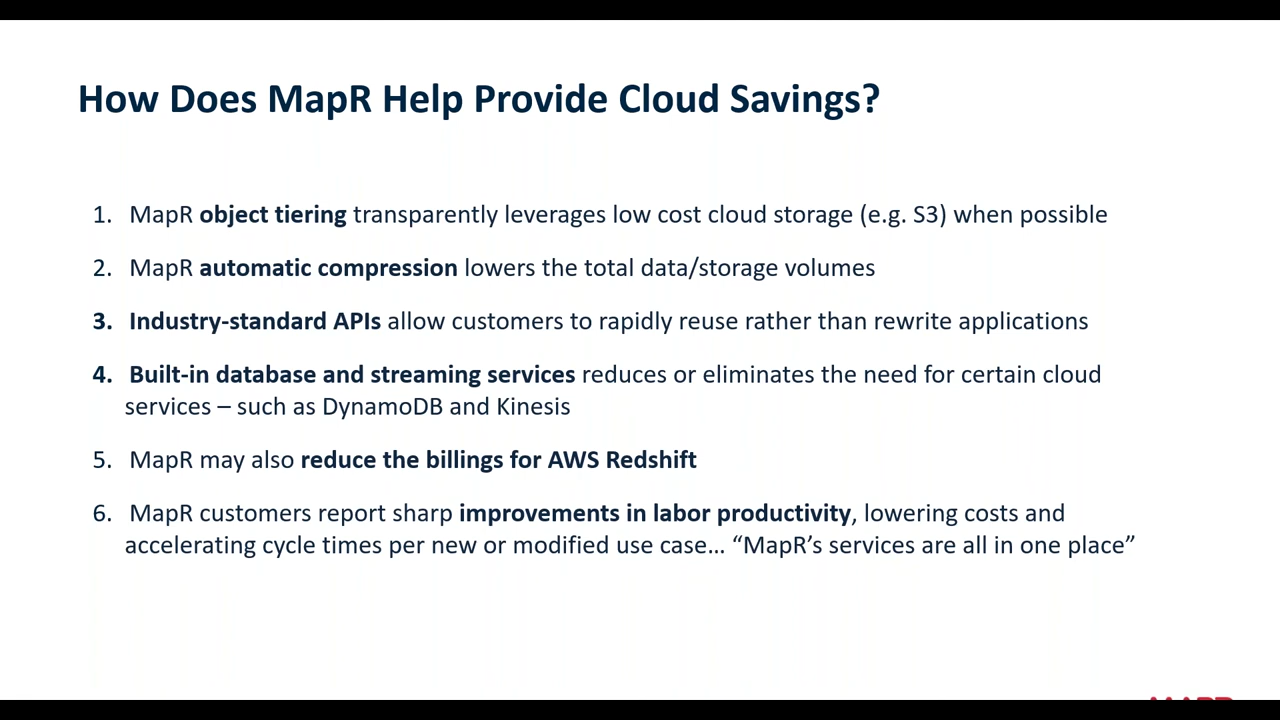 How Does MapR Help Provide Cloud Savings?
1. MapR object tiering transparently leverages low cost cloud storage (e.g. S3) when possible
2. MapR automatic compression lowers the total data/storage volumes
3. Industry-standard APIs allow customers to rapidly reuse rather than rewrite applications
4. Built-in database and streaming services reduces or eliminates the need for certain cloud
services – such as DynamoDB and Kinesis
5. MapR may also reduce the billings for AWS Redshift
6. MapR customers report sharp improvements in labor productivity, lowering costs and
accelerating cycle times per new or modified use case… “MapR’s services are all in one place”